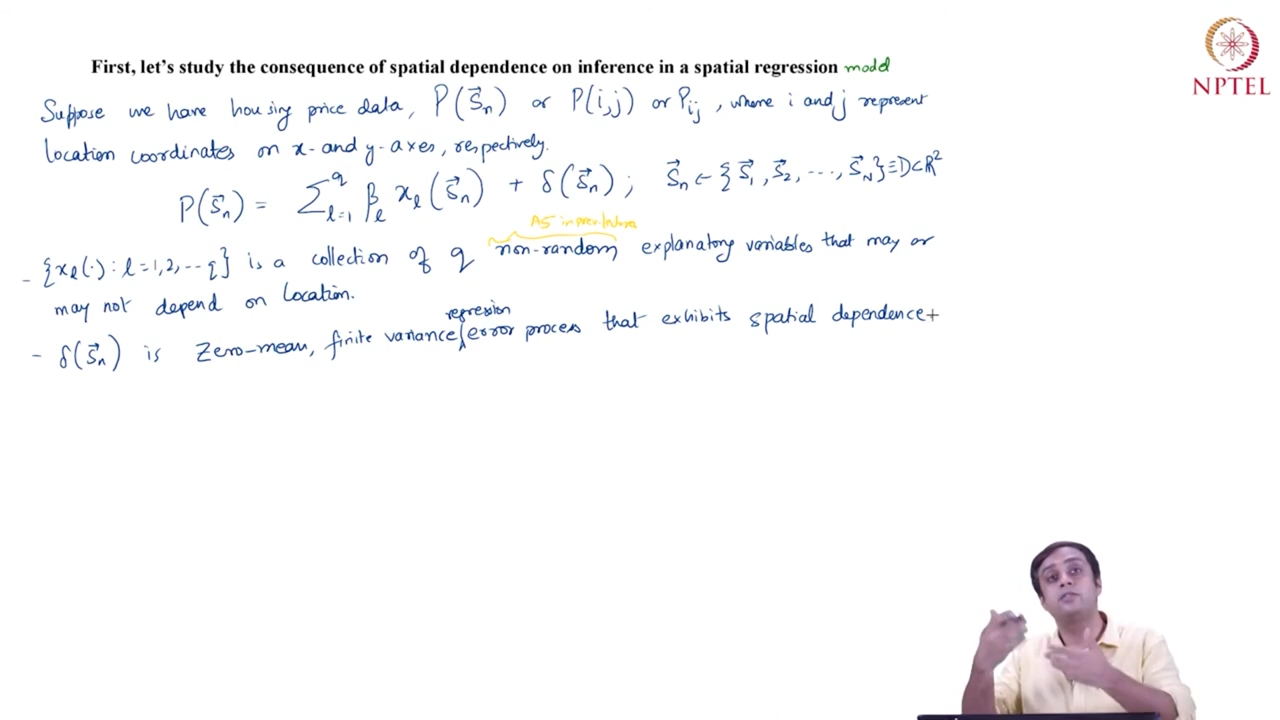 NPTEL
First, let's study the consequence of spatial dependence on inference in a spatial regression model
Suppose we have housing price data, P(s⃗ₙ) or P(i,j) or Pᵢⱼ, where i and j represent
location coordinates on x- and y-axes, respectively.
P(s⃗ₙ) = Σ_{l=1}^{q} β_l x_l(s⃗ₙ) + δ(s⃗ₙ); s⃗ₙ ∈ {s⃗₁, s⃗₂, ..., s⃗_N} ≡ D ⊂ R²
A5 in prev. lecture
- {x_l(·): l=1,2,...q} is a collection of q non-random explanatory variables that may or
may not depend on location.
regression
- δ(s⃗ₙ) is Zero-mean, finite variance error process that exhibits spatial dependence +